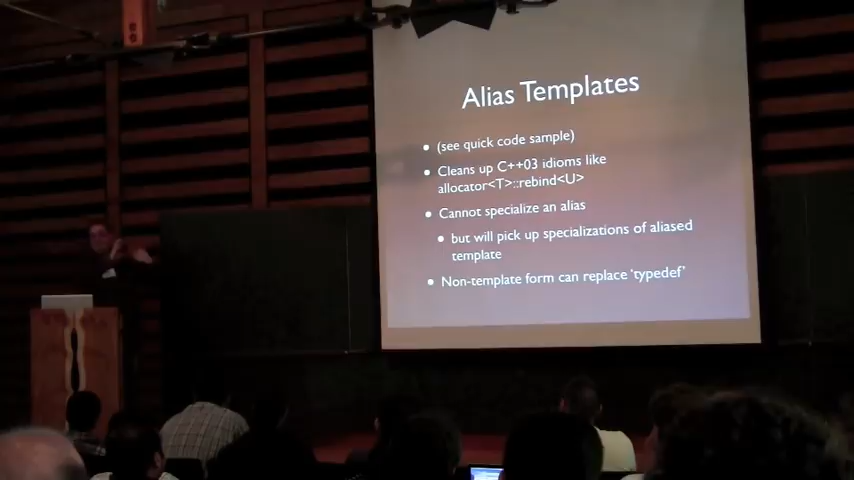 Alias Templates
• (see quick code sample)
• Cleans up C++03 idioms like
allocator<T>::rebind<U>
• Cannot specialize an alias
• but will pick up specializations of aliased
template
• Non-template form can replace 'typedef'